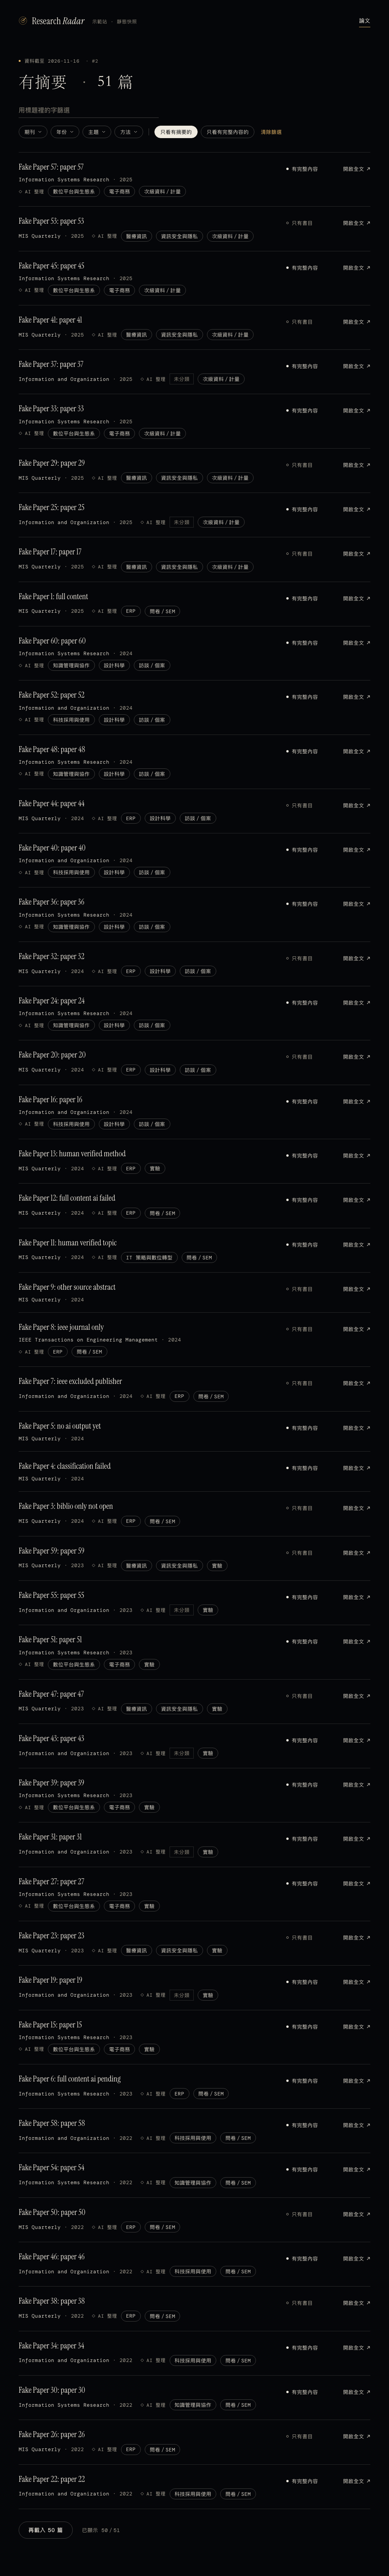 Research Radar 示範站 · 靜態快照 論文
資料截至 2026-11-16 · #1
有摘要 · 51 篇
用標題裡的字篩選
期刊 年份 主題 方法 只看有摘要的 只看有完整內容的 清除篩選
Fake Paper 57: paper 57 有完整內容 開啟全文 ↗
Information Systems Research · 2025
AI 整理 數位平台與生態系 電子商務 次級資料 / 計量
Fake Paper 53: paper 53 只有書目 開啟全文 ↗
MIS Quarterly · 2025 AI 整理 醫療資訊 資訊安全與隱私 次級資料 / 計量
Fake Paper 45: paper 45 有完整內容 開啟全文 ↗
Information Systems Research · 2025
AI 整理 數位平台與生態系 電子商務 次級資料 / 計量
Fake Paper 41: paper 41 只有書目 開啟全文 ↗
MIS Quarterly · 2025 AI 整理 醫療資訊 資訊安全與隱私 次級資料 / 計量
Fake Paper 37: paper 37 有完整內容 開啟全文 ↗
Information and Organization · 2025 AI 整理 未分類 次級資料 / 計量
Fake Paper 33: paper 33 有完整內容 開啟全文 ↗
Information Systems Research · 2025
AI 整理 數位平台與生態系 電子商務 次級資料 / 計量
Fake Paper 29: paper 29 只有書目 開啟全文 ↗
MIS Quarterly · 2025 AI 整理 醫療資訊 資訊安全與隱私 次級資料 / 計量
Fake Paper 25: paper 25 有完整內容 開啟全文 ↗
Information and Organization · 2025 AI 整理 未分類 次級資料 / 計量
Fake Paper 17: paper 17 只有書目 開啟全文 ↗
MIS Quarterly · 2025 AI 整理 醫療資訊 資訊安全與隱私 次級資料 / 計量
Fake Paper 1: full content 有完整內容 開啟全文 ↗
MIS Quarterly · 2025 AI 整理 ERP 問卷 / SEM
Fake Paper 60: paper 60 有完整內容 開啟全文 ↗
Information Systems Research · 2024
AI 整理 知識管理與協作 設計科學 訪談 / 個案
Fake Paper 52: paper 52 有完整內容 開啟全文 ↗
Information and Organization · 2024
AI 整理 科技採用與使用 設計科學 訪談 / 個案
Fake Paper 48: paper 48 有完整內容 開啟全文 ↗
Information Systems Research · 2024
AI 整理 知識管理與協作 設計科學 訪談 / 個案
Fake Paper 44: paper 44 只有書目 開啟全文 ↗
MIS Quarterly · 2024 AI 整理 ERP 設計科學 訪談 / 個案
Fake Paper 40: paper 40 有完整內容 開啟全文 ↗
Information and Organization · 2024
AI 整理 科技採用與使用 設計科學 訪談 / 個案
Fake Paper 36: paper 36 有完整內容 開啟全文 ↗
Information Systems Research · 2024
AI 整理 知識管理與協作 設計科學 訪談 / 個案
Fake Paper 32: paper 32 只有書目 開啟全文 ↗
MIS Quarterly · 2024 AI 整理 ERP 設計科學 訪談 / 個案
Fake Paper 24: paper 24 有完整內容 開啟全文 ↗
Information Systems Research · 2024
AI 整理 知識管理與協作 設計科學 訪談 / 個案
Fake Paper 20: paper 20 只有書目 開啟全文 ↗
MIS Quarterly · 2024 AI 整理 ERP 設計科學 訪談 / 個案
Fake Paper 16: paper 16 有完整內容 開啟全文 ↗
Information and Organization · 2024
AI 整理 科技採用與使用 設計科學 訪談 / 個案
Fake Paper 13: human verified method 有完整內容 開啟全文 ↗
MIS Quarterly · 2024 AI 整理 ERP 實驗
Fake Paper 12: full content ai failed 有完整內容 開啟全文 ↗
MIS Quarterly · 2024 AI 整理 ERP 問卷 / SEM
Fake Paper 11: human verified topic 有完整內容 開啟全文 ↗
MIS Quarterly · 2024 AI 整理 IT 策略與數位轉型 問卷 / SEM
Fake Paper 9: other source abstract 只有書目 開啟全文 ↗
MIS Quarterly · 2024
Fake Paper 8: ieee journal only 只有書目 開啟全文 ↗
IEEE Transactions on Engineering Management · 2024
AI 整理 ERP 問卷 / SEM
Fake Paper 7: ieee excluded publisher 只有書目 開啟全文 ↗
Information and Organization · 2024 AI 整理 ERP 問卷 / SEM
Fake Paper 5: no ai output yet 有完整內容 開啟全文 ↗
MIS Quarterly · 2024
Fake Paper 4: classification failed 有完整內容 開啟全文 ↗
MIS Quarterly · 2024
Fake Paper 3: biblio only not open 只有書目 開啟全文 ↗
MIS Quarterly · 2024 AI 整理 ERP 問卷 / SEM
Fake Paper 59: paper 59 只有書目 開啟全文 ↗
MIS Quarterly · 2023 AI 整理 醫療資訊 資訊安全與隱私 實驗
Fake Paper 55: paper 55 有完整內容 開啟全文 ↗
Information and Organization · 2023 AI 整理 未分類 實驗
Fake Paper 51: paper 51 有完整內容 開啟全文 ↗
Information Systems Research · 2023
AI 整理 數位平台與生態系 電子商務 實驗
Fake Paper 47: paper 47 只有書目 開啟全文 ↗
MIS Quarterly · 2023 AI 整理 醫療資訊 資訊安全與隱私 實驗
Fake Paper 43: paper 43 有完整內容 開啟全文 ↗
Information and Organization · 2023 AI 整理 未分類 實驗
Fake Paper 39: paper 39 有完整內容 開啟全文 ↗
Information Systems Research · 2023
AI 整理 數位平台與生態系 電子商務 實驗
Fake Paper 31: paper 31 有完整內容 開啟全文 ↗
Information and Organization · 2023 AI 整理 未分類 實驗
Fake Paper 27: paper 27 有完整內容 開啟全文 ↗
Information Systems Research · 2023
AI 整理 數位平台與生態系 電子商務 實驗
Fake Paper 23: paper 23 只有書目 開啟全文 ↗
MIS Quarterly · 2023 AI 整理 醫療資訊 資訊安全與隱私 實驗
Fake Paper 19: paper 19 有完整內容 開啟全文 ↗
Information and Organization · 2023 AI 整理 未分類 實驗
Fake Paper 15: paper 15 有完整內容 開啟全文 ↗
Information Systems Research · 2023
AI 整理 數位平台與生態系 電子商務 實驗
Fake Paper 6: full content ai pending 有完整內容 開啟全文 ↗
Information Systems Research · 2023 AI 整理 ERP 問卷 / SEM
Fake Paper 58: paper 58 有完整內容 開啟全文 ↗
Information and Organization · 2022 AI 整理 科技採用與使用 問卷 / SEM
Fake Paper 54: paper 54 有完整內容 開啟全文 ↗
Information Systems Research · 2022 AI 整理 知識管理與協作 問卷 / SEM
Fake Paper 50: paper 50 只有書目 開啟全文 ↗
MIS Quarterly · 2022 AI 整理 ERP 問卷 / SEM
Fake Paper 46: paper 46 有完整內容 開啟全文 ↗
Information and Organization · 2022 AI 整理 科技採用與使用 問卷 / SEM
Fake Paper 38: paper 38 只有書目 開啟全文 ↗
MIS Quarterly · 2022 AI 整理 ERP 問卷 / SEM
Fake Paper 34: paper 34 有完整內容 開啟全文 ↗
Information and Organization · 2022 AI 整理 科技採用與使用 問卷 / SEM
Fake Paper 30: paper 30 有完整內容 開啟全文 ↗
Information Systems Research · 2022 AI 整理 知識管理與協作 問卷 / SEM
Fake Paper 26: paper 26 只有書目 開啟全文 ↗
MIS Quarterly · 2022 AI 整理 ERP 問卷 / SEM
Fake Paper 22: paper 22 有完整內容 開啟全文 ↗
Information and Organization · 2022 AI 整理 科技採用與使用 問卷 / SEM
再載入 50 篇 已顯示 50 / 51